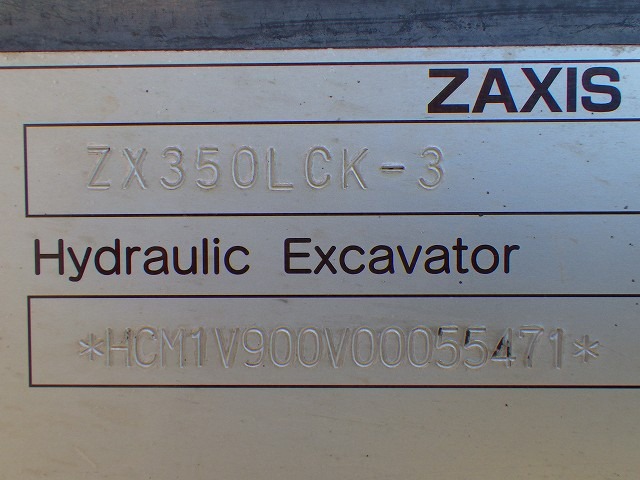 ZAXIS
ZX350LCK-3
Hydraulic Excavator
*HCM1V900V00055471*